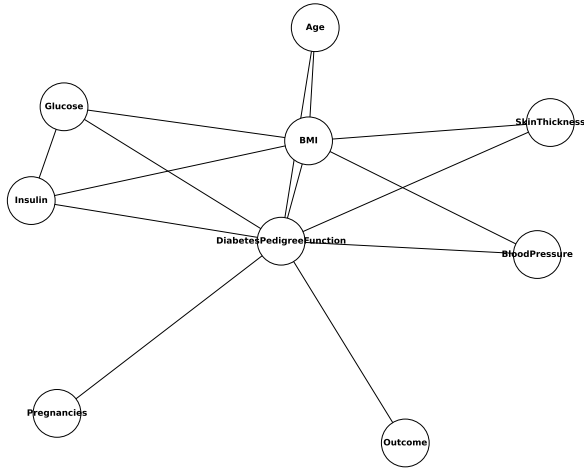 Age
Glucose
SkinThickness
BMI
Insulin
DiabetesPedigreeFunction
BloodPressure
Pregnancies
Outcome